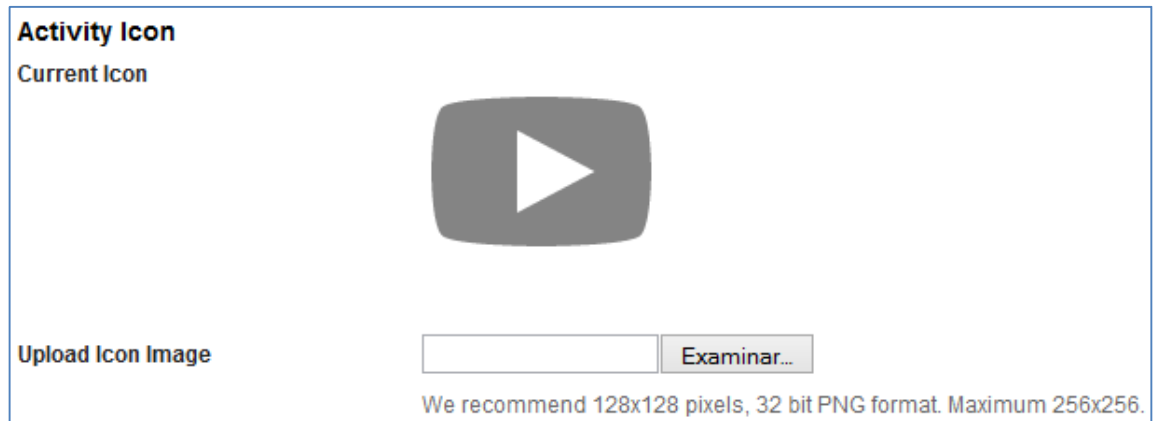 Activity Icon
Current Icon
Upload Icon Image
Examinar...
We recommend 128x128 pixels, 32 bit PNG format. Maximum 256x256.